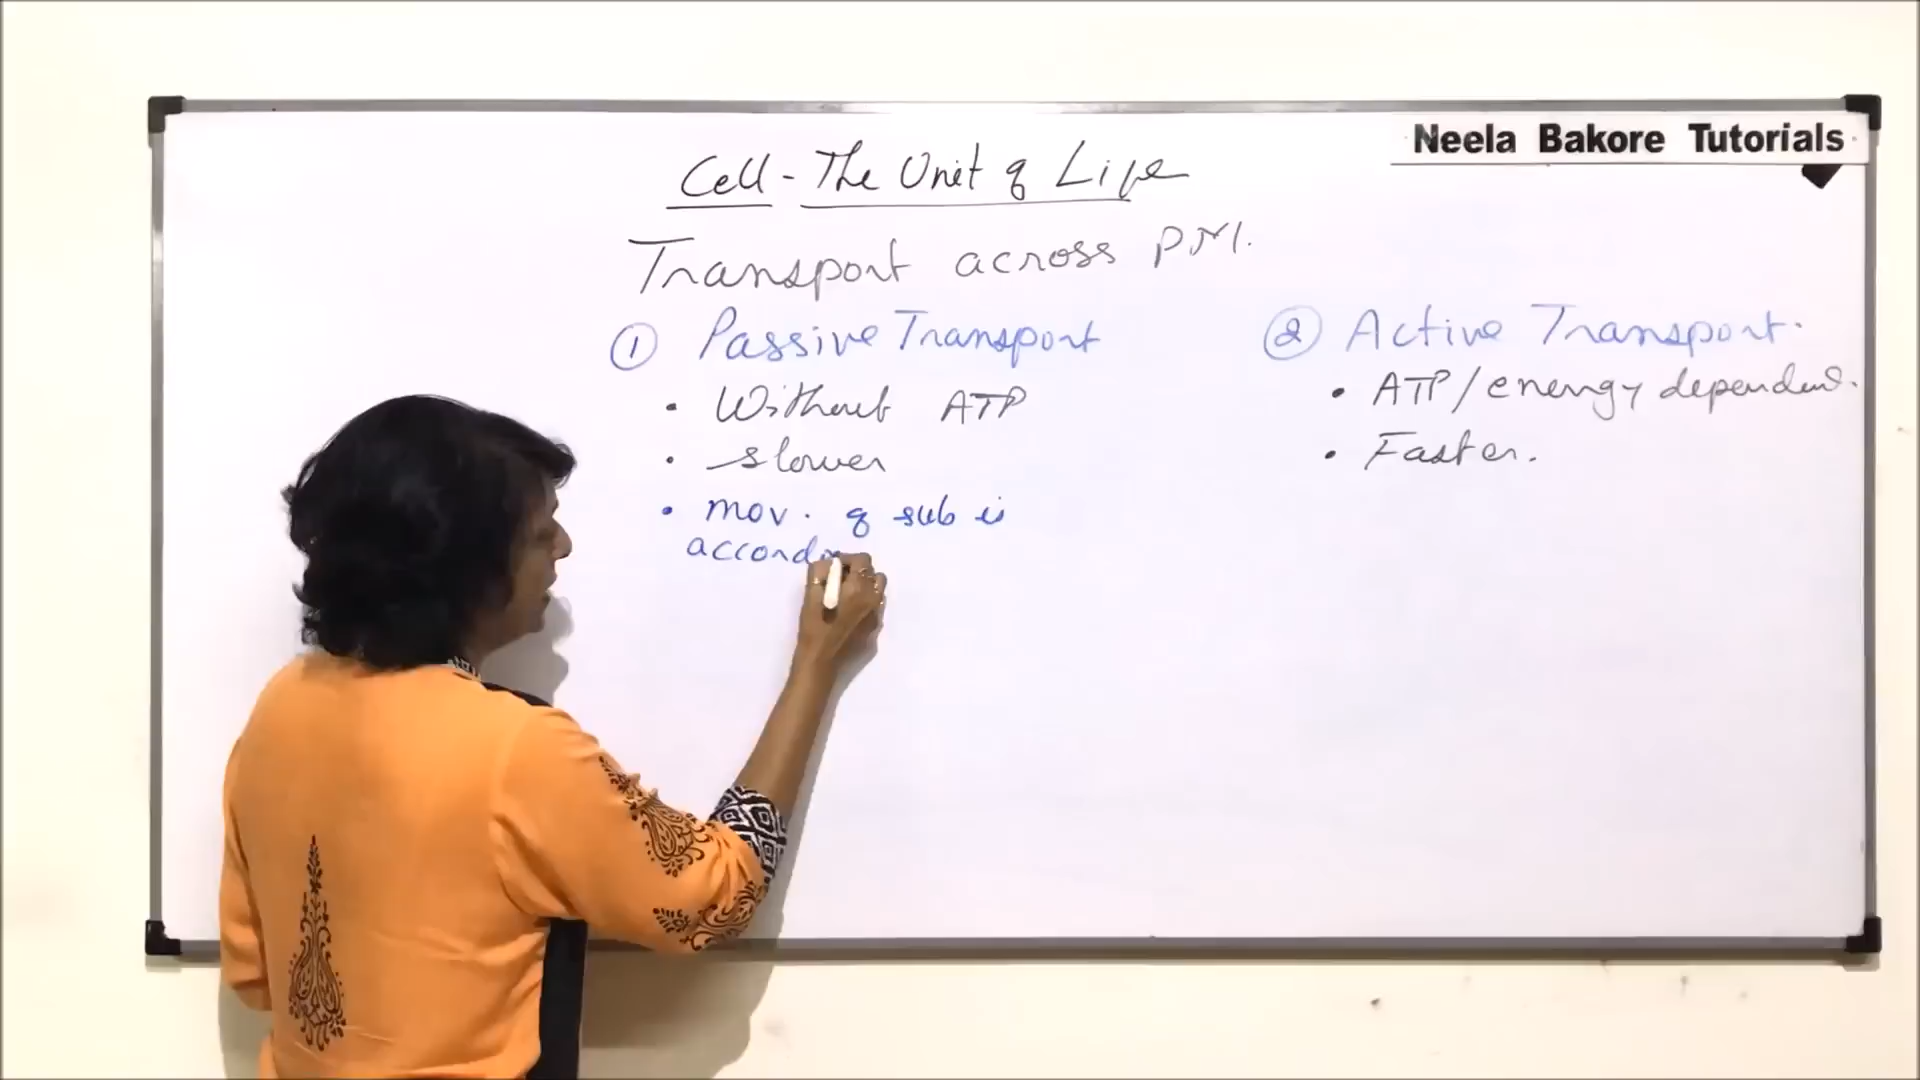 Neela Bakore Tutorials
Cell - The Unit of Life
Transport across P.M.
① Passive Transport
• Without ATP
• slower
• mov. of sub is
accordin
② Active Transport.
• ATP/energy dependent.
• Faster.